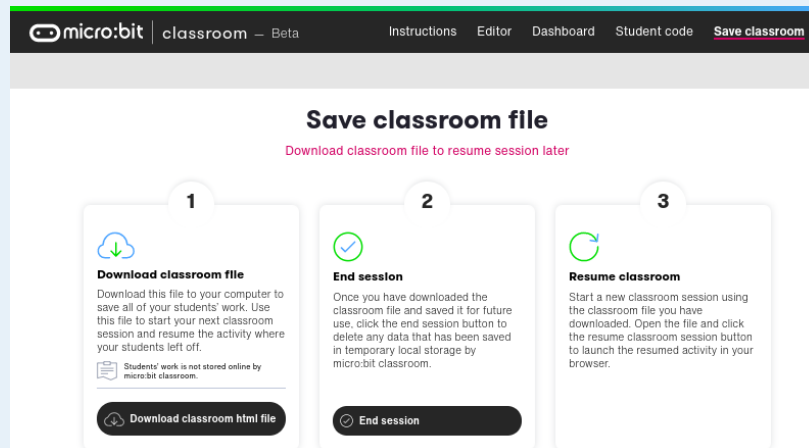 micro:bit classroom – Beta Instructions Editor Dashboard Student code Save classroom
Save classroom file
Download classroom file to resume session later
1
Download classroom file
Download this file to your computer to
save all of your students' work. Use
this file to start your next classroom
session and resume the activity where
your students left off.
Students' work is not stored online by
micro:bit classroom.
Download classroom html file
2
End session
Once you have downloaded the
classroom file and saved it for future
use, click the end session button to
delete any data that has been saved
in temporary local storage by
micro:bit classroom.
End session
3
Resume classroom
Start a new classroom session using
the classroom file you have
downloaded. Open the file and click
the resume classroom session button
to launch the resumed activity in your
browser.